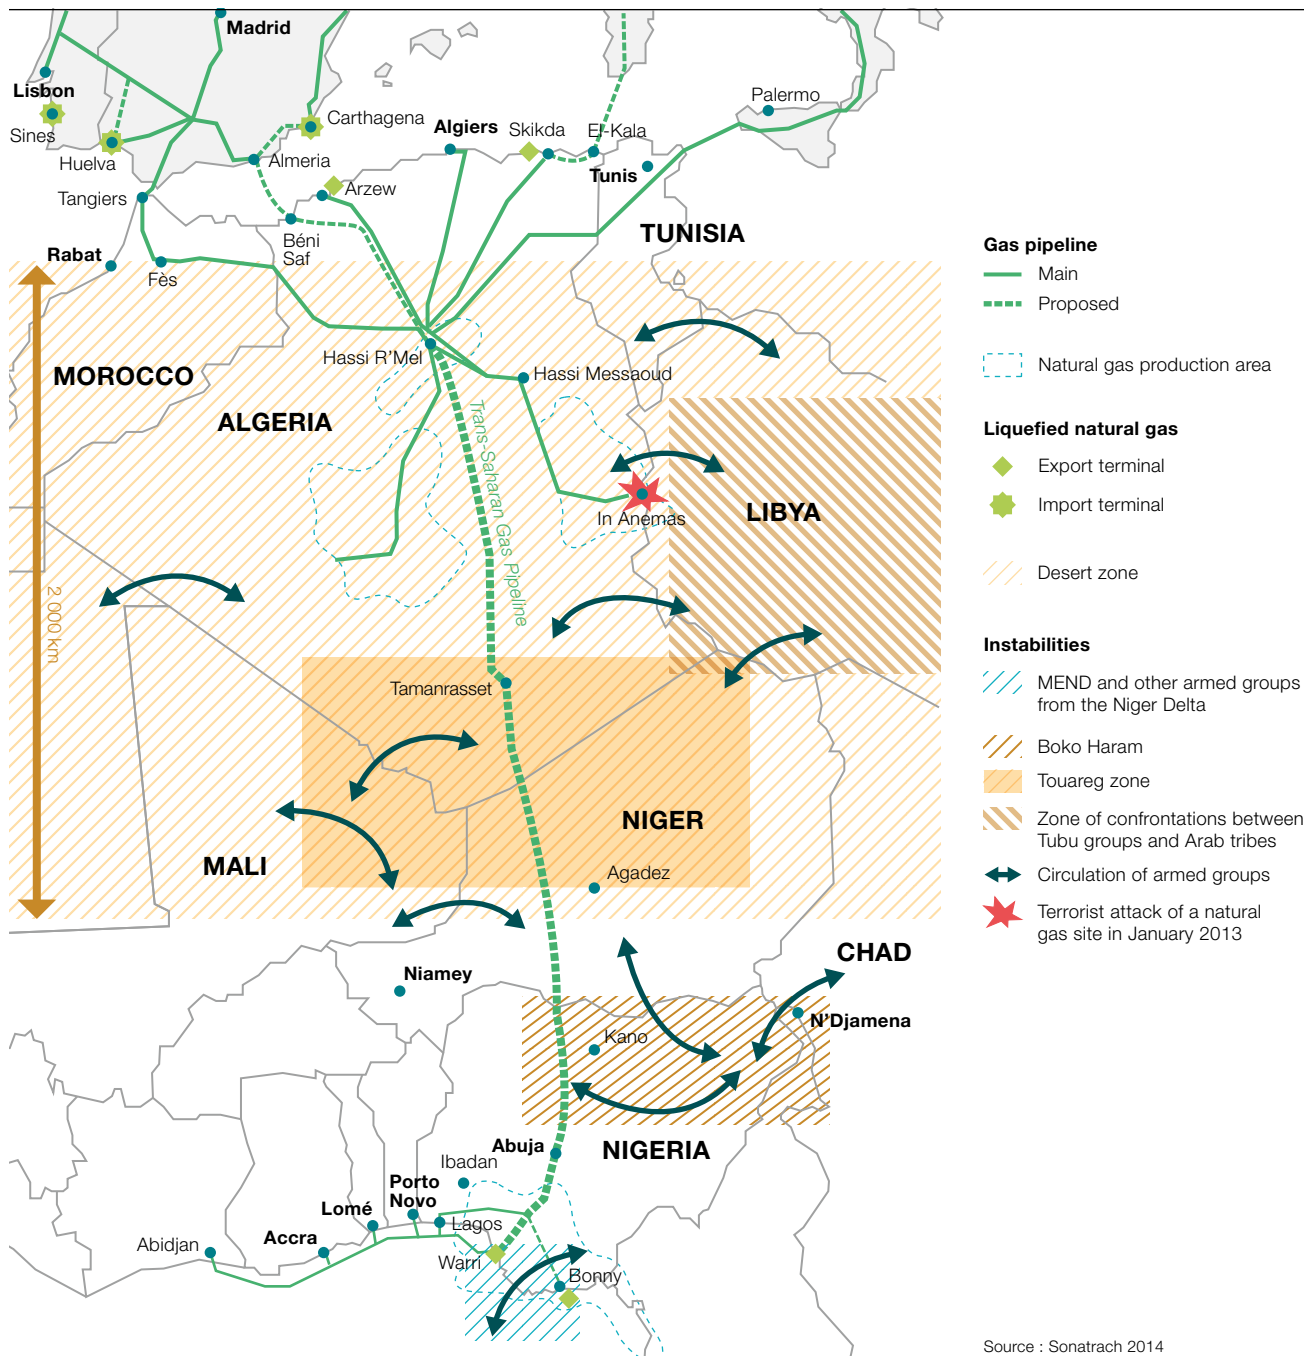 Madrid
Lisbon
Sines
Huelva
Carthagena
Almeria
Tangiers
Rabat
Fès
Algiers
Skikda
El-Kala
Tunis
Palermo
Arzew
Béni
Saf
TUNISIA
MOROCCO
ALGERIA
Hassi R'Mel
Hassi Messaoud
Trans-Saharan Gas Pipeline
In Anemas
LIBYA
2 000 km
Tamanrasset
NIGER
MALI
Agadez
CHAD
Niamey
N'Djamena
Kano
NIGERIA
Abuja
Ibadan
Porto
Novo
Lomé
Lagos
Accra
Abidjan
Warri
Bonny
Gas pipeline
Main
Proposed
Natural gas production area
Liquefied natural gas
Export terminal
Import terminal
Desert zone
Instabilities
MEND and other armed groups
from the Niger Delta
Boko Haram
Touareg zone
Zone of confrontations between
Tubu groups and Arab tribes
Circulation of armed groups
Terrorist attack of a natural
gas site in January 2013
Source : Sonatrach 2014